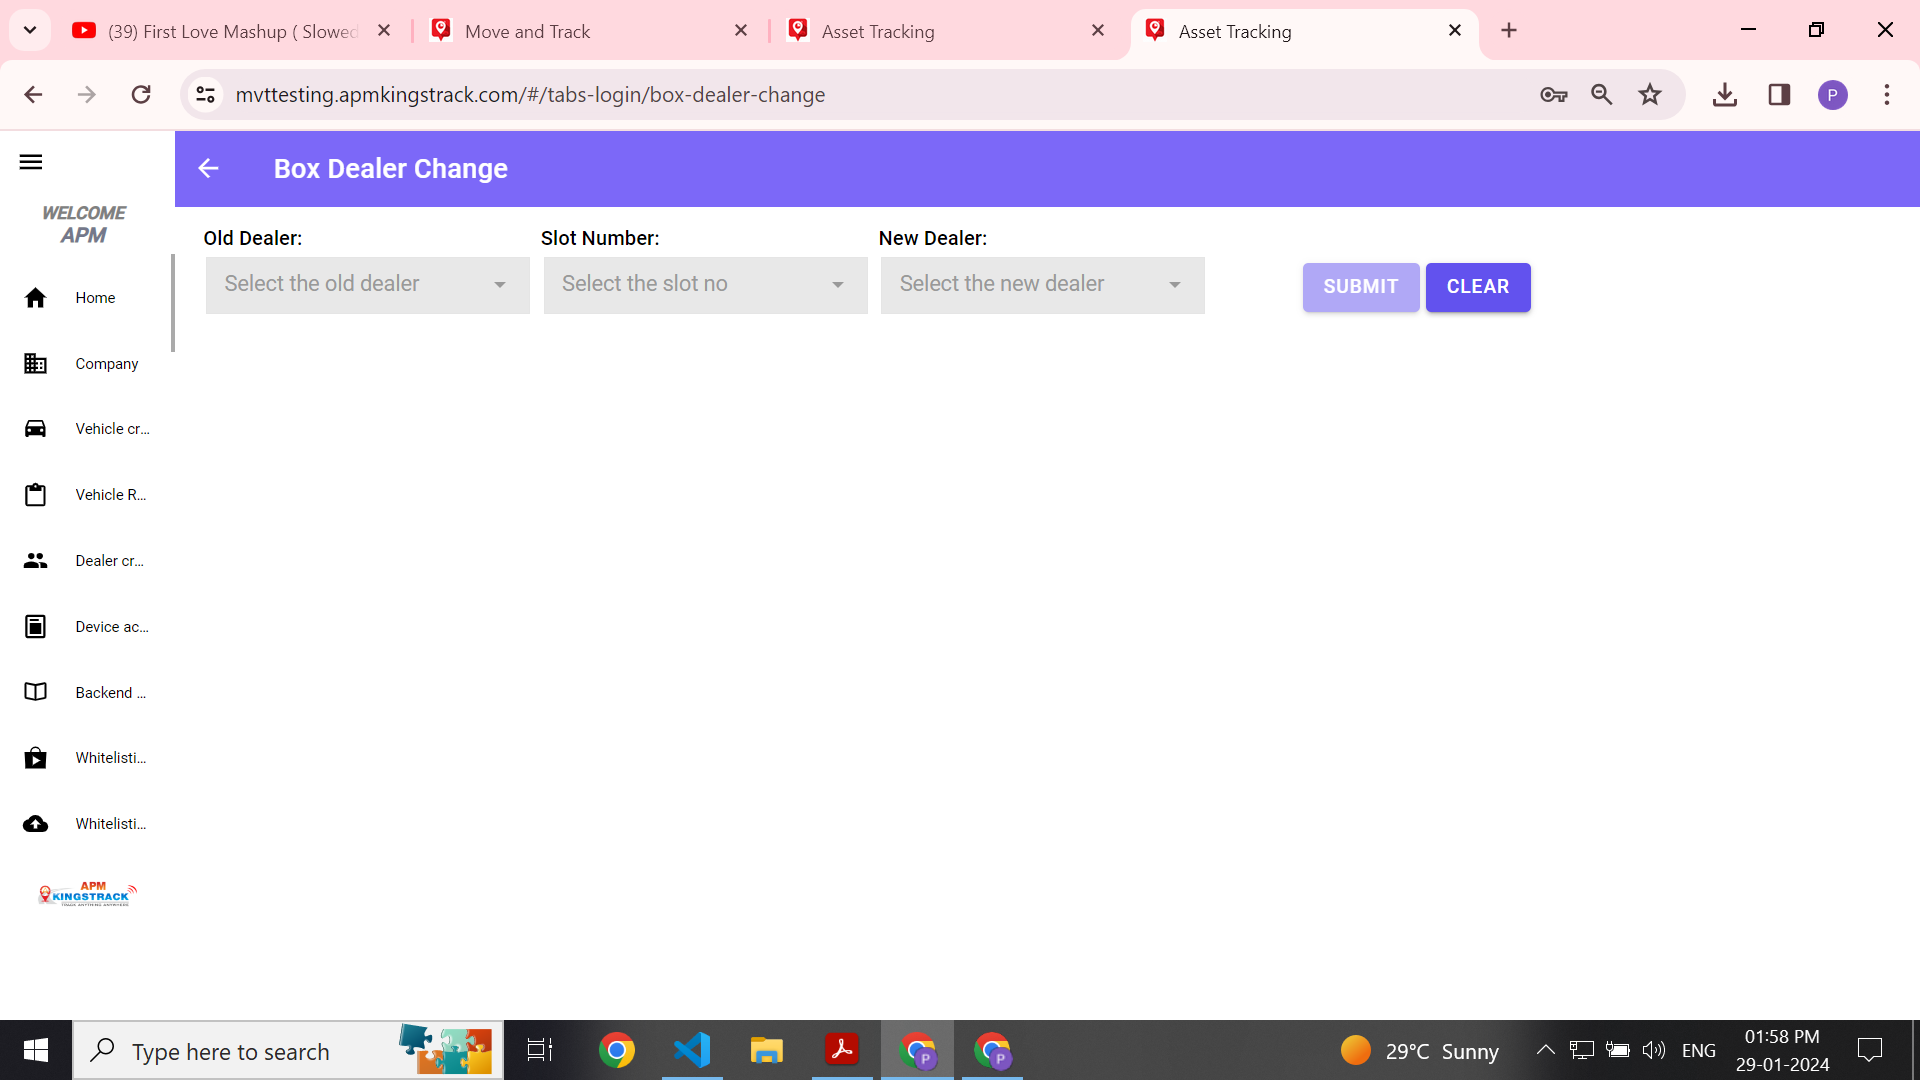 (39) First Love Mashup ( Slowed
Move and Track
Asset Tracking
Asset Tracking
mvttesting.apmkingstrack.com/#/tabs-login/box-dealer-change
P
Box Dealer Change
WELCOME
APM
Old Dealer:
Slot Number:
New Dealer:
Select the old dealer
Select the slot no
Select the new dealer
SUBMIT
CLEAR
Home
Company
Vehicle cr...
Vehicle R...
Dealer cr...
Device ac...
Backend ...
Whitelisti...
Whitelisti...
APM
KINGSTRACK
TRACK ANYTHING ANYWHERE
Type here to search
P
P
29°C Sunny
ENG
01:58 PM
29-01-2024